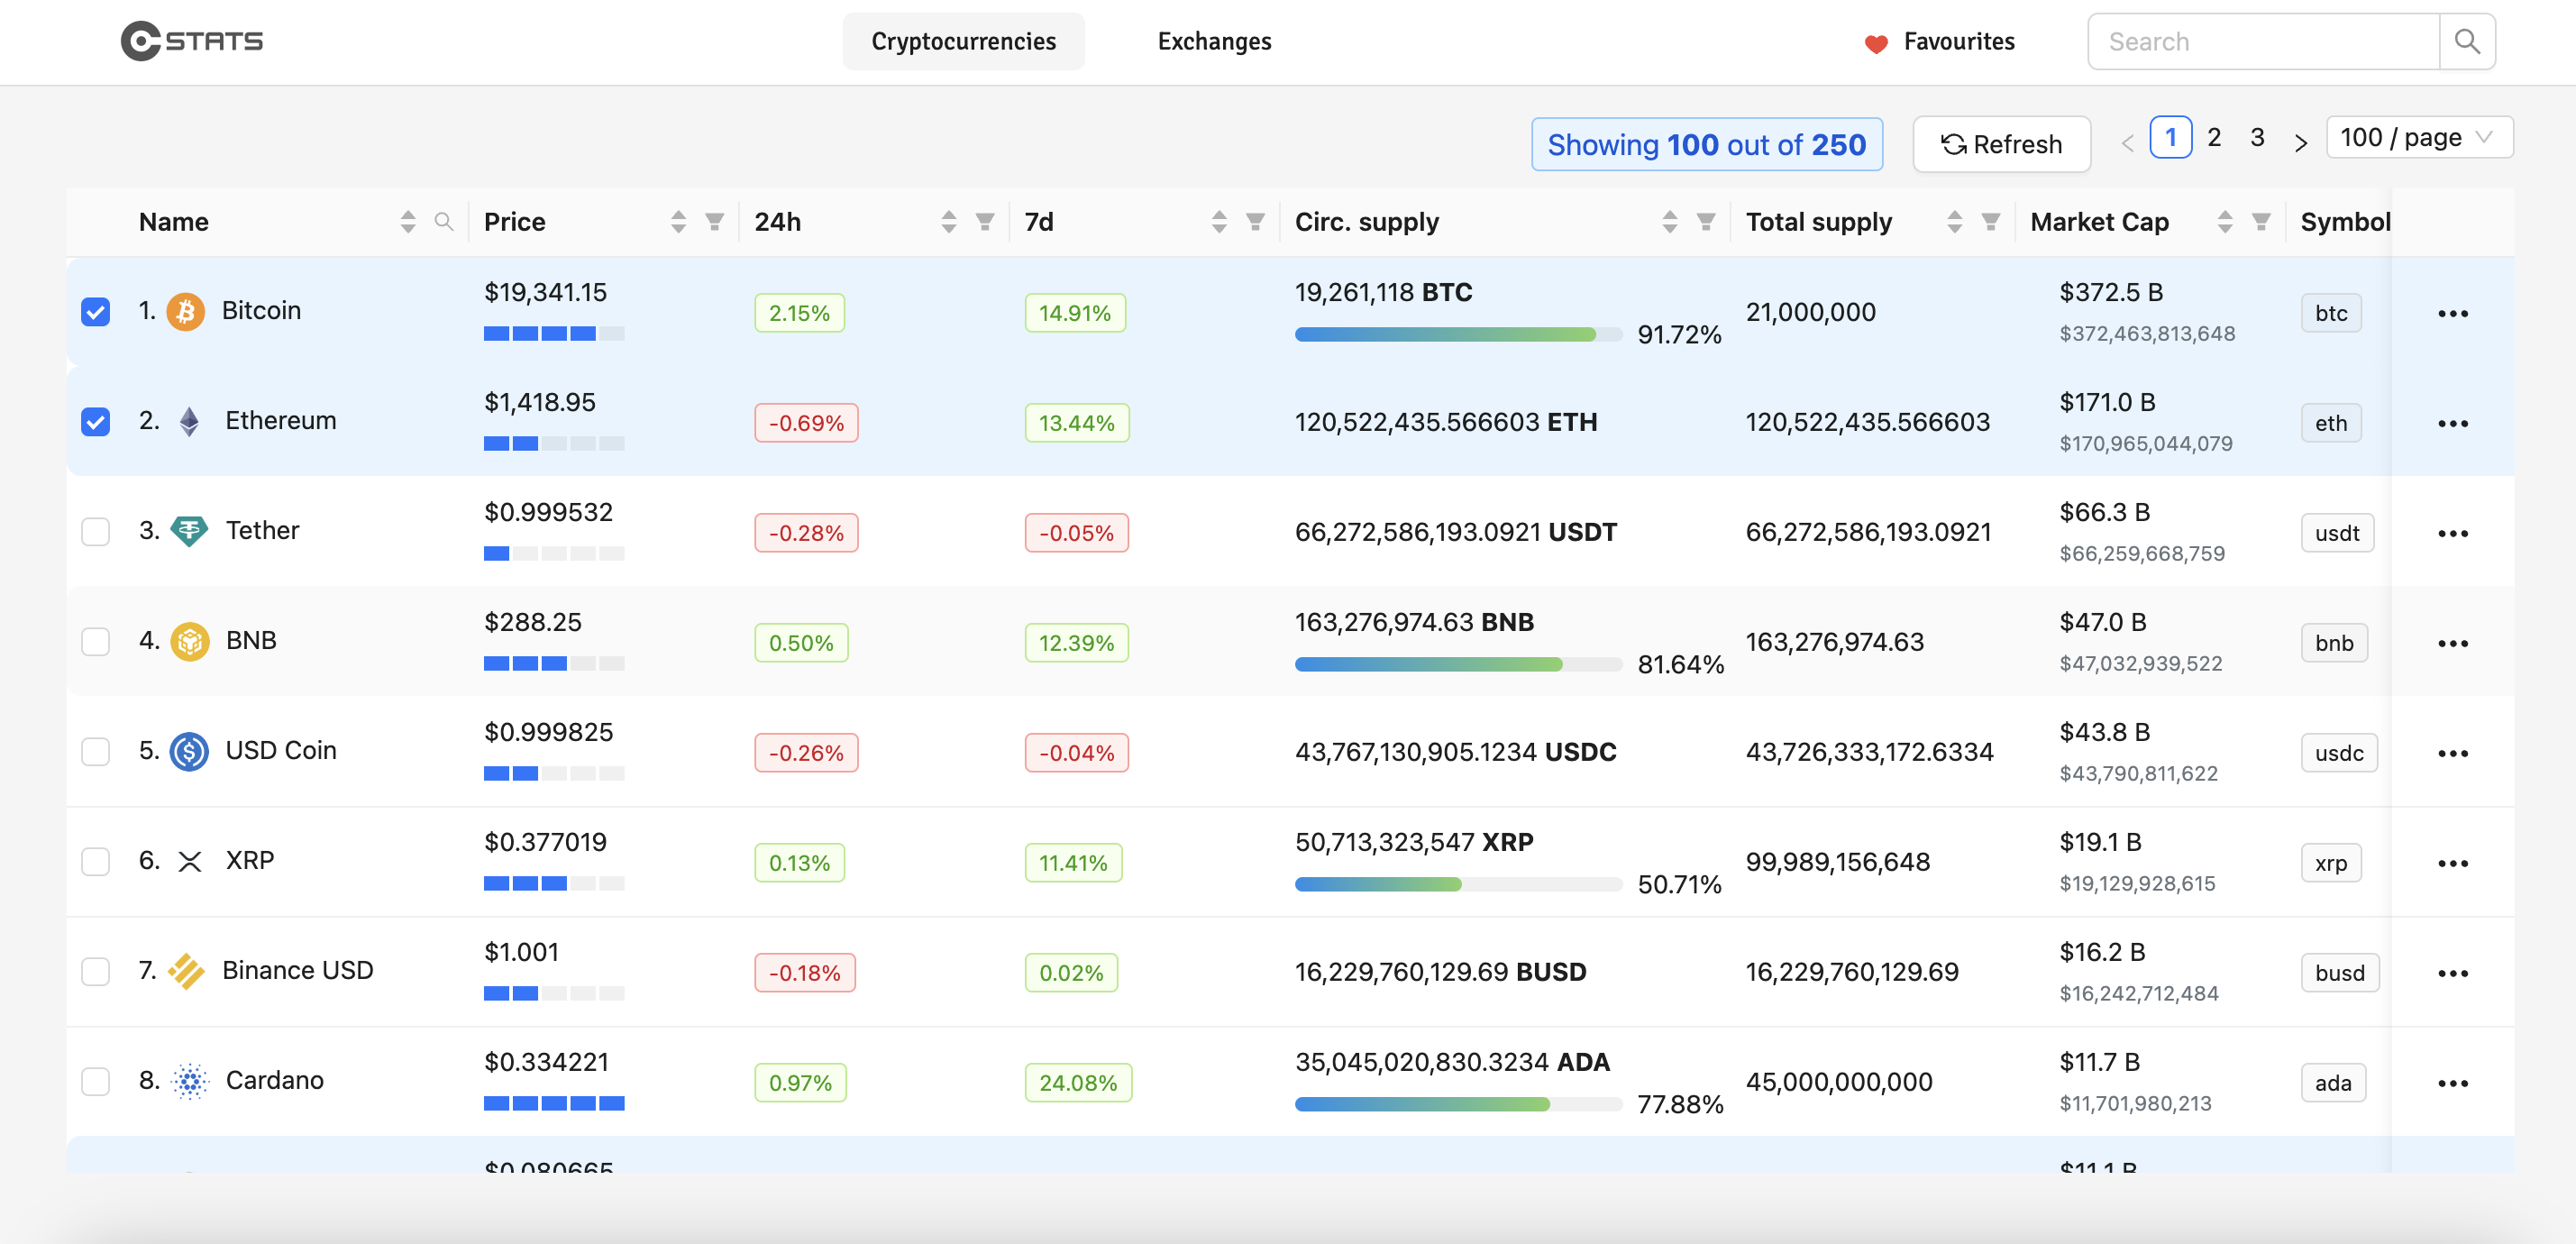 STATS
Cryptocurrencies Exchanges Favourites Search
Showing 100 out of 250 Refresh 1 2 3 100 / page
Name Price 24h 7d Circ. supply Total supply Market Cap Symbol
1. Bitcoin $19,341.15 2.15% 14.91% 19,261,118 BTC 91.72% 21,000,000 $372.5 B btc
$372,463,813,648
2. Ethereum $1,418.95 -0.69% 13.44% 120,522,435.566603 ETH 120,522,435.566603 $171.0 B eth
$170,965,044,079
3. Tether $0.999532 -0.28% -0.05% 66,272,586,193.0921 USDT 66,272,586,193.0921 $66.3 B usdt
$66,259,668,759
4. BNB $288.25 0.50% 12.39% 163,276,974.63 BNB 81.64% 163,276,974.63 $47.0 B bnb
$47,032,939,522
5. USD Coin $0.999825 -0.26% -0.04% 43,767,130,905.1234 USDC 43,726,333,172.6334 $43.8 B usdc
$43,790,811,622
6. XRP $0.377019 0.13% 11.41% 50,713,323,547 XRP 50.71% 99,989,156,648 $19.1 B xrp
$19,129,928,615
7. Binance USD $1.001 -0.18% 0.02% 16,229,760,129.69 BUSD 16,229,760,129.69 $16.2 B busd
$16,242,712,484
8. Cardano $0.334221 0.97% 24.08% 35,045,020,830.3234 ADA 77.88% 45,000,000,000 $11.7 B ada
$11,701,980,213
$0.080665 $11.1 B